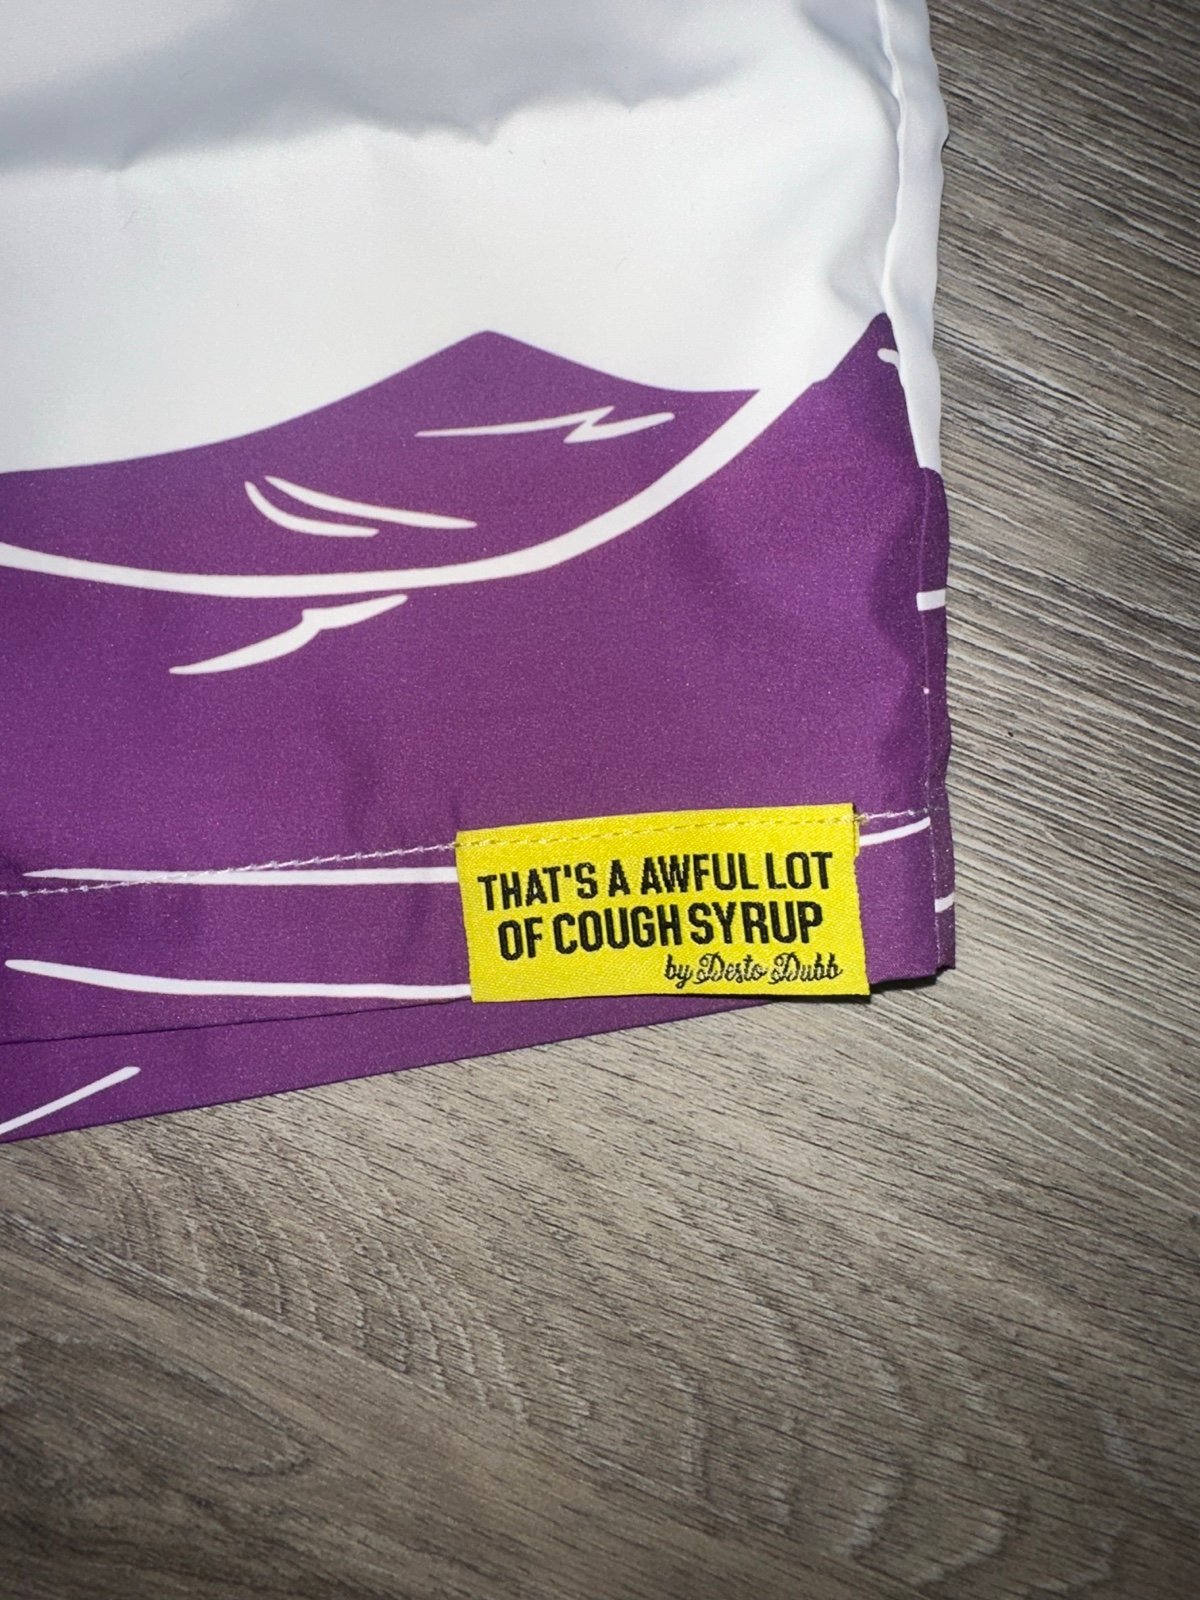 THAT'S A AWFUL LOT
OF COUGH SYRUP
by Desto Dubb